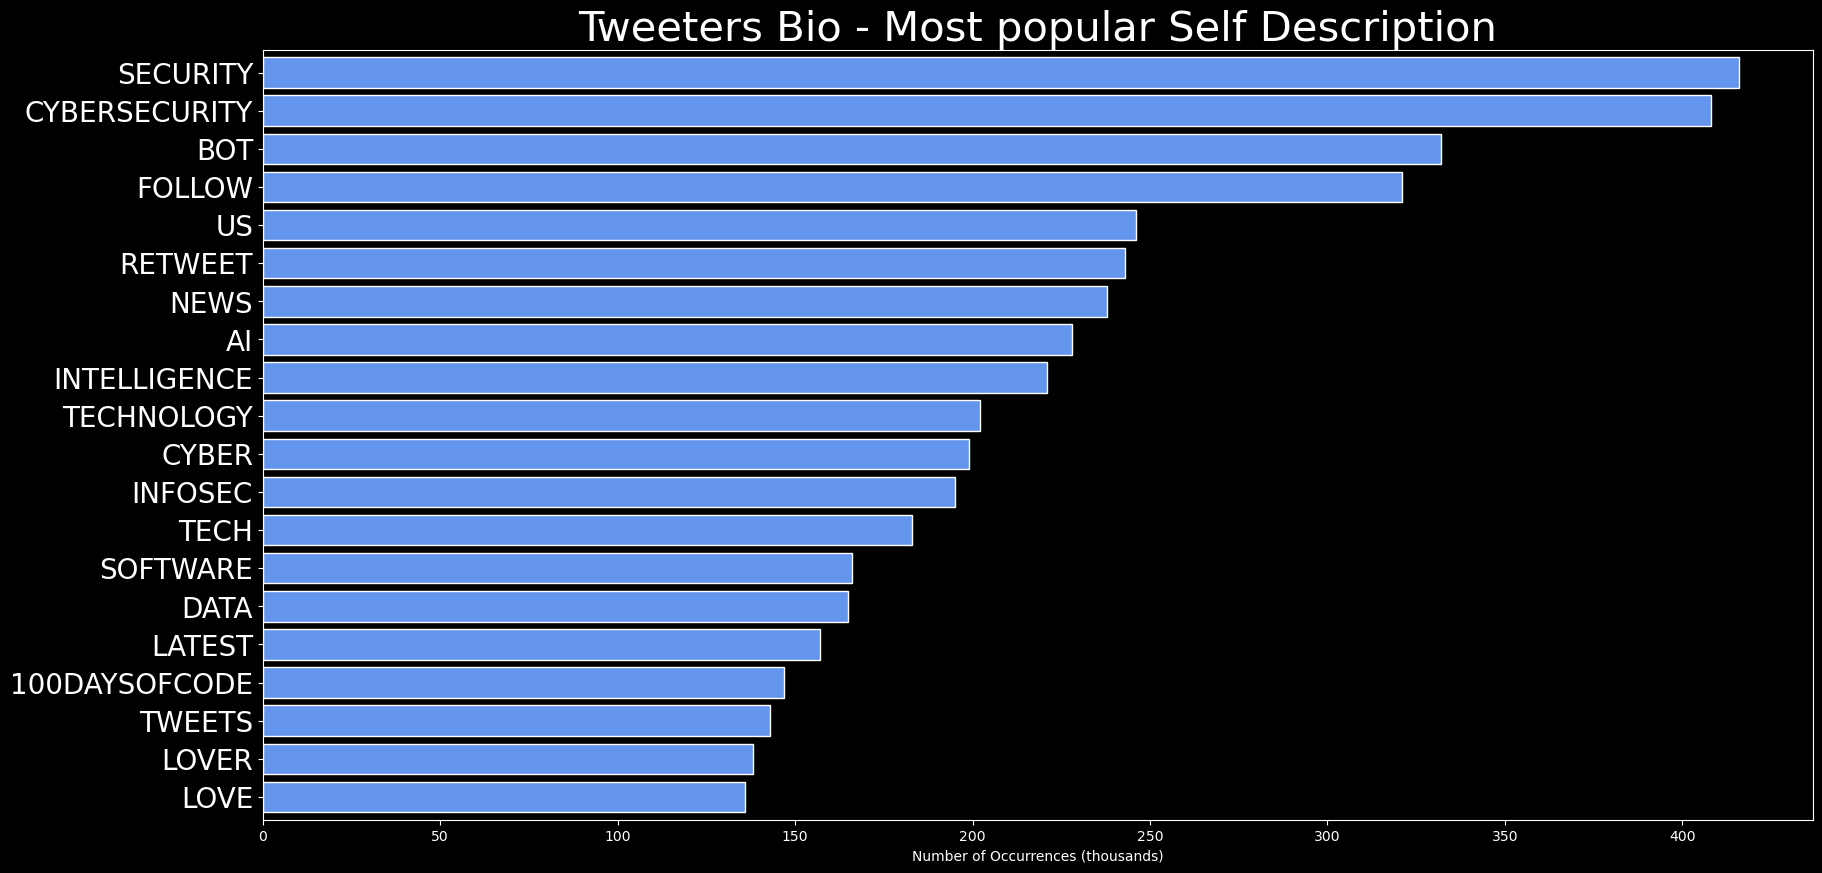 Tweeters Bio - Most popular Self Description
SECURITY
CYBERSECURITY
BOT
FOLLOW
US
RETWEET
NEWS
AI
INTELLIGENCE
TECHNOLOGY
CYBER
INFOSEC
TECH
SOFTWARE
DATA
LATEST
100DAYSOFCODE
TWEETS
LOVER
LOVE
0 50 100 150 200 250 300 350 400
Number of Occurrences (thousands)